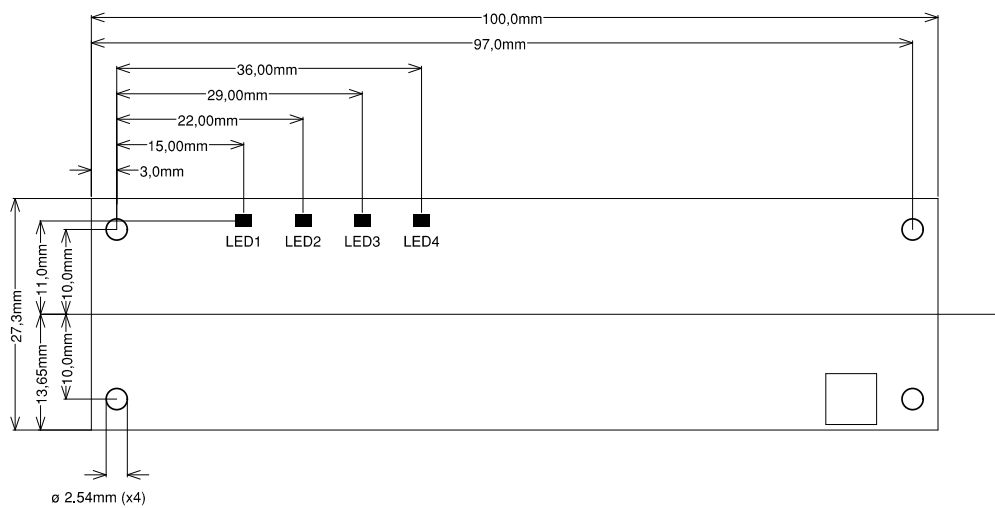 100,0mm
97,0mm
36,00mm
29,00mm
22,00mm
15,00mm
3,0mm
LED1 LED2 LED3 LED4
11,0mm
10,0mm
27,3mm
13,65mm
10,0mm
ø 2.54mm (x4)